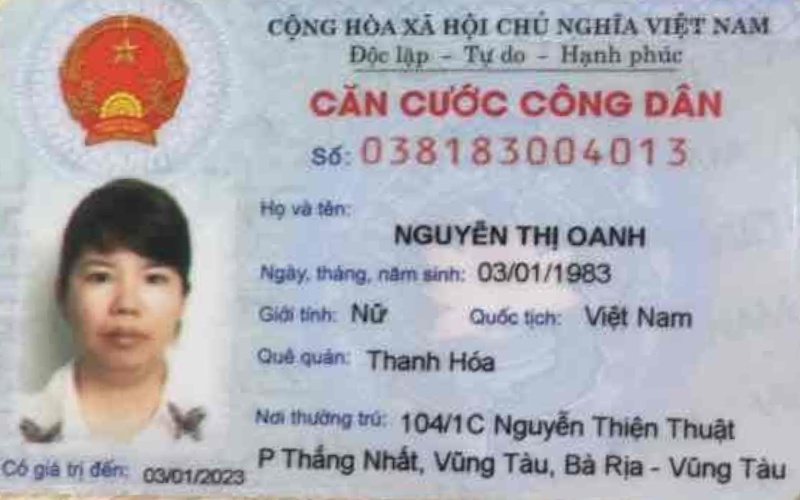 CỘNG HÒA XÃ HỘI CHỦ NGHĨA VIỆT NAM
Độc lập - Tự do - Hạnh phúc
CĂN CƯỚC CÔNG DÂN
Số: 038183004013
Họ và tên:
NGUYỄN THỊ OANH
Ngày, tháng, năm sinh: 03/01/1983
Giới tính: Nữ Quốc tịch: Việt Nam
Quê quán: Thanh Hóa
Nơi thường trú: 104/1C Nguyễn Thiện Thuật
P Thắng Nhất, Vũng Tàu, Bà Rịa - Vũng Tàu
Có giá trị đến: 03/01/2023